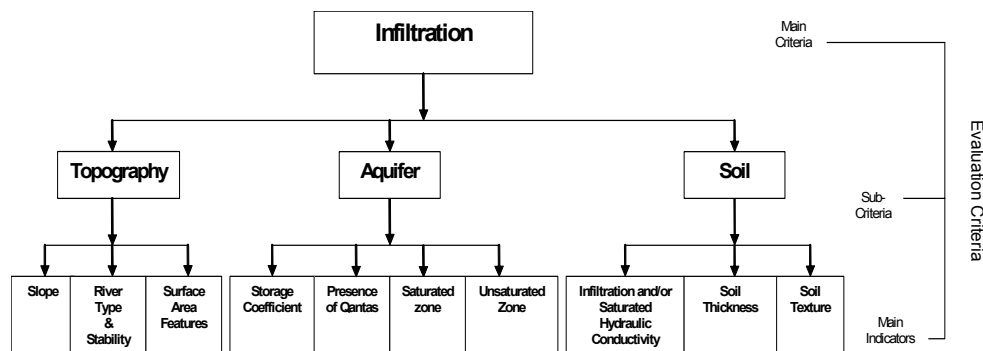 Infiltration
Main
Criteria
Topography
Aquifer
Soil
Sub-
Criteria
Evaluation Criteria
Slope
River
Type
&
Stability
Surface
Area
Features
Storage
Coefficient
Presence
of Qantas
Saturated
zone
Unsaturated
Zone
Infiltration and/or
Saturated
Hydraulic
Conductivity
Soil
Thickness
Soil
Texture
Main
Indicators